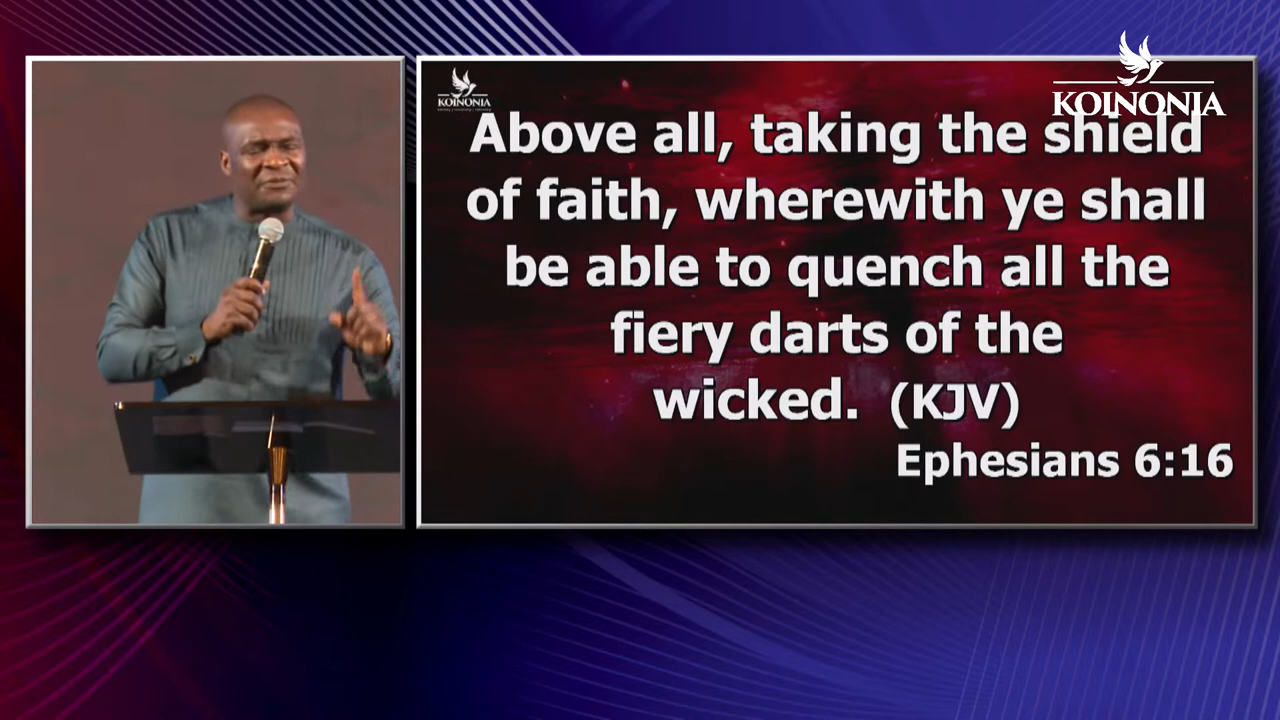 KOINONIA
KOINONIA
Above all, taking the shield
of faith, wherewith ye shall
be able to quench all the
fiery darts of the
wicked. (KJV)
Ephesians 6:16